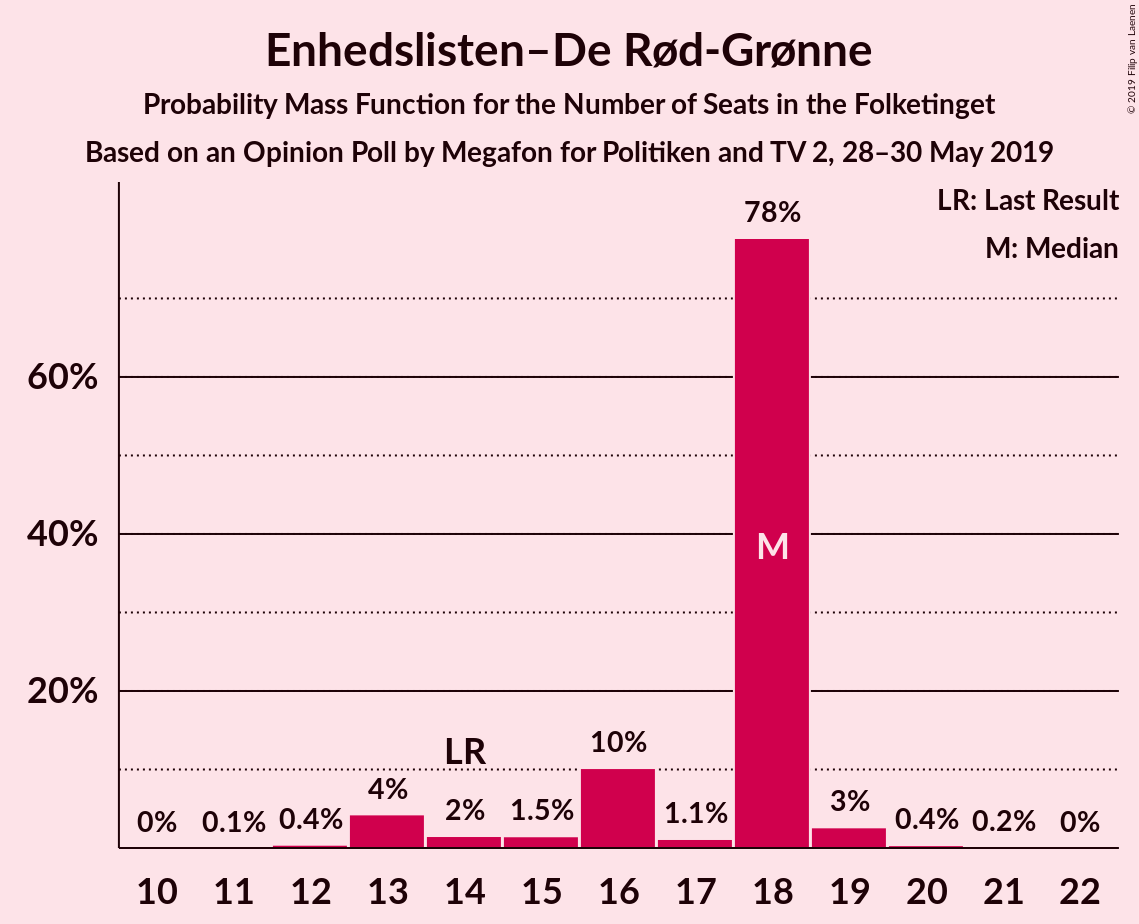 Enhedslisten–De Rød-Grønne
Probability Mass Function for the Number of Seats in the Folketinget
Based on an Opinion Poll by Megafon for Politiken and TV 2, 28–30 May 2019
© 2019 Filip van Laenen
LR: Last Result
M: Median
78%
60%
40%
M
20%
LR
10%
4%
3%
0% 0.1% 0.4% 2% 1.5% 1.1% 0.4% 0.2% 0%
10 11 12 13 14 15 16 17 18 19 20 21 22